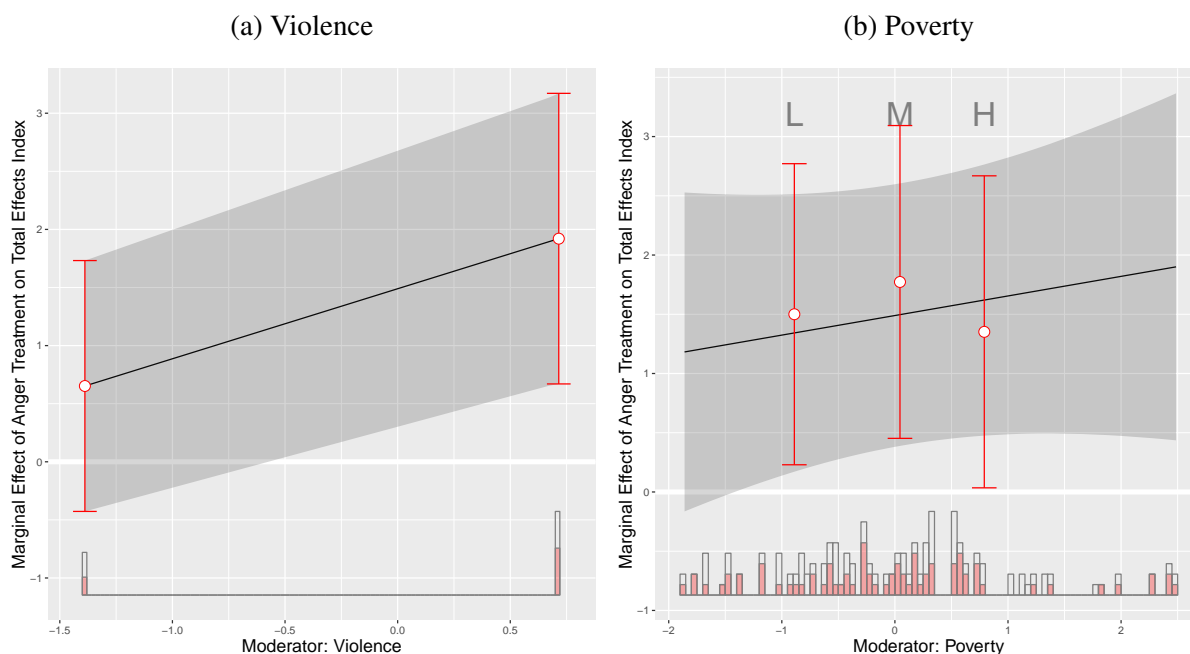 (a) Violence
Marginal Effect of Anger Treatment on Total Effects Index
3
2
1
0
−1
−1.5
−1.0
−0.5
0.0
0.5
Moderator: Violence
(b) Poverty
Marginal Effect of Anger Treatment on Total Effects Index
L
M
H
3
2
1
0
−1
−2
−1
0
1
2
Moderator: Poverty